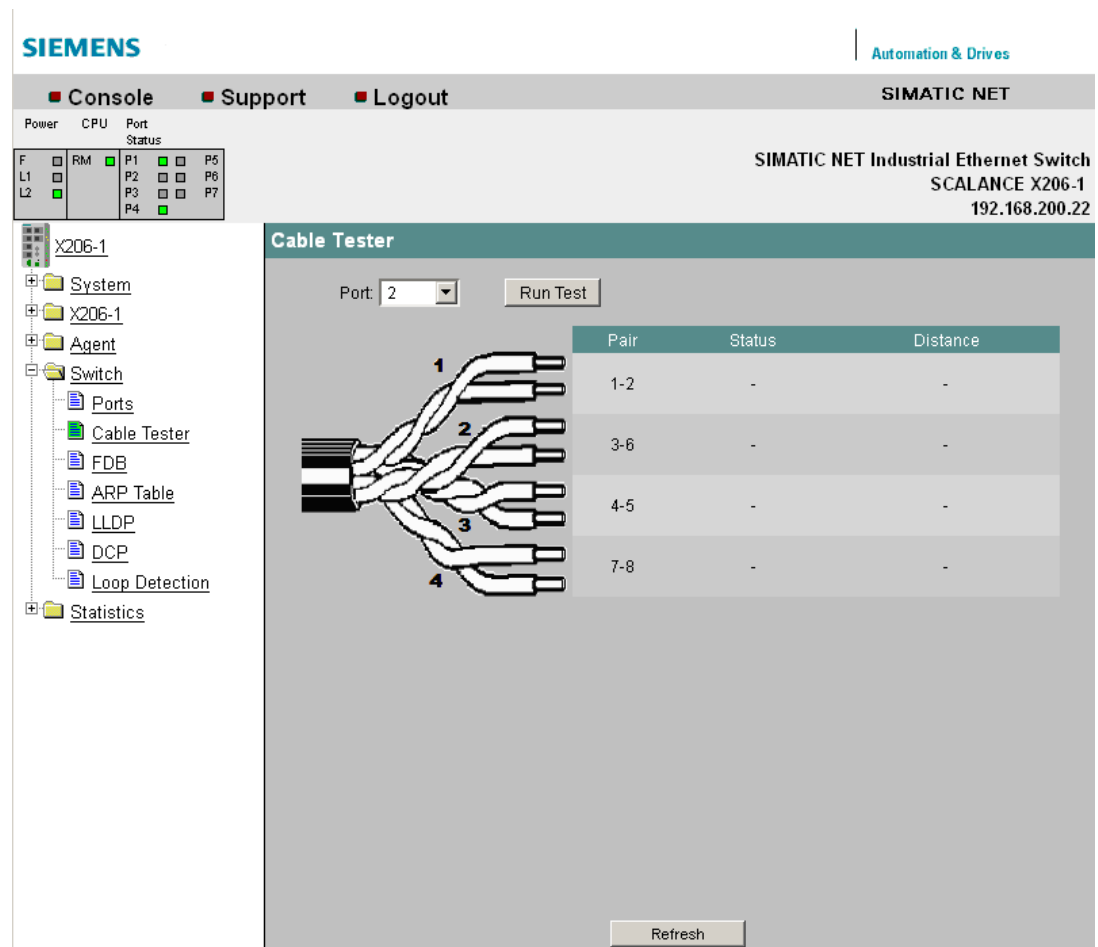 SIEMENS
Automation & Drives
Console Support Logout
SIMATIC NET
Power CPU Port Status
F RM P1 P5
L1 P2 P6
L2 P3 P7
P4
SIMATIC NET Industrial Ethernet Switch
SCALANCE X206-1
192.168.200.22
X206-1
System
X206-1
Agent
Switch
Ports
Cable Tester
FDB
ARP Table
LLDP
DCP
Loop Detection
Statistics
Cable Tester
Port: 2 Run Test
Pair Status Distance
1
1-2 - -
2
3-6 - -
3
4-5 - -
4
7-8 - -
Refresh